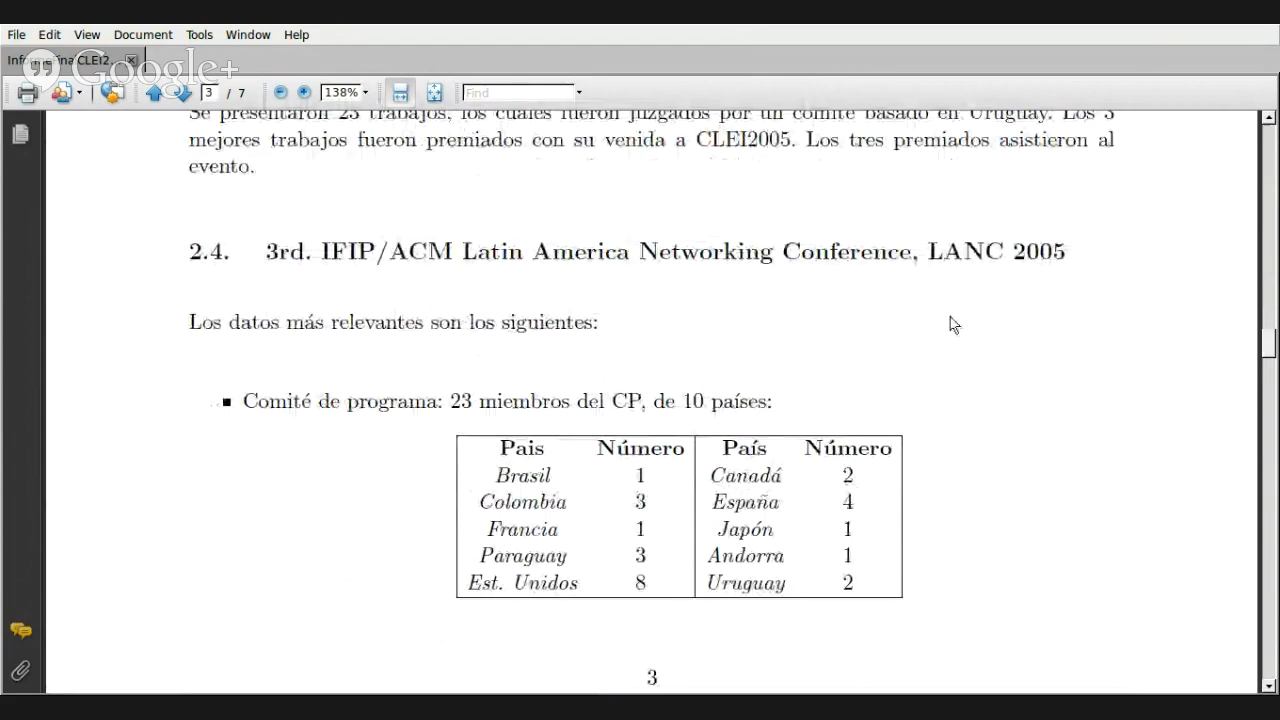 File Edit View Document Tools Window Help
InformeFinalCLEI2...
Google+
3 / 7 138% Find
Se presentaron 23 trabajos, los cuales fueron juzgados por un comité basado en Uruguay. Los 3
mejores trabajos fueron premiados con su venida a CLEI2005. Los tres premiados asistieron al
evento.
2.4. 3rd. IFIP/ACM Latin America Networking Conference, LANC 2005
Los datos más relevantes son los siguientes:
■ Comité de programa: 23 miembros del CP, de 10 países:
Pais Número País Número
Brasil 1 Canadá 2
Colombia 3 España 4
Francia 1 Japón 1
Paraguay 3 Andorra 1
Est. Unidos 8 Uruguay 2
3